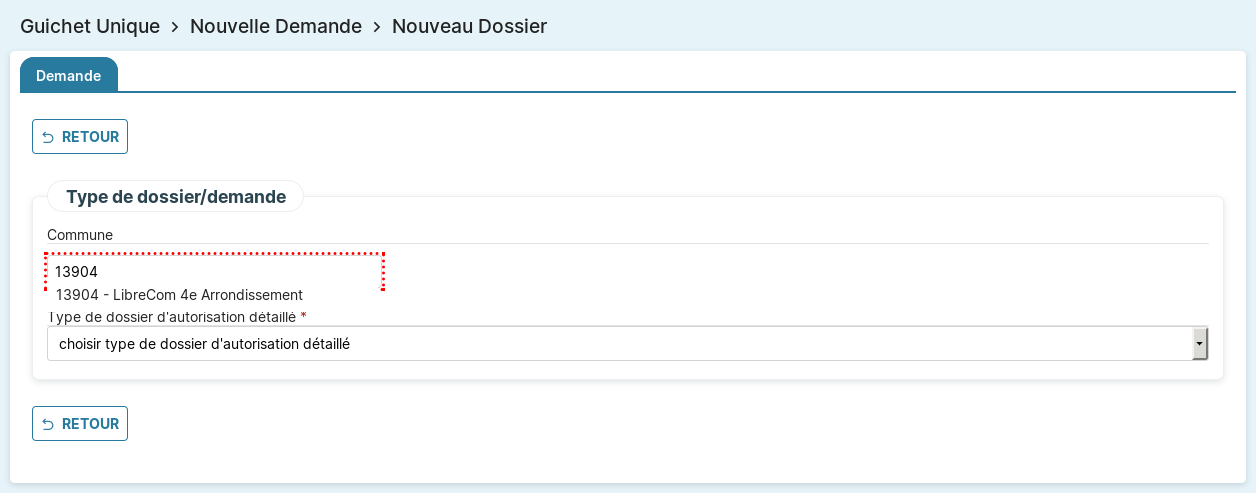 Guichet Unique > Nouvelle Demande > Nouveau Dossier
Demande
RETOUR
Type de dossier/demande
Commune
13904
13904 - LibreCom 4e Arrondissement
Type de dossier d'autorisation détaillé *
choisir type de dossier d'autorisation détaillé
RETOUR